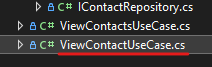 C# IContactRepository.cs
C# ViewContactsUseCase.cs
C# ViewContactUseCase.cs